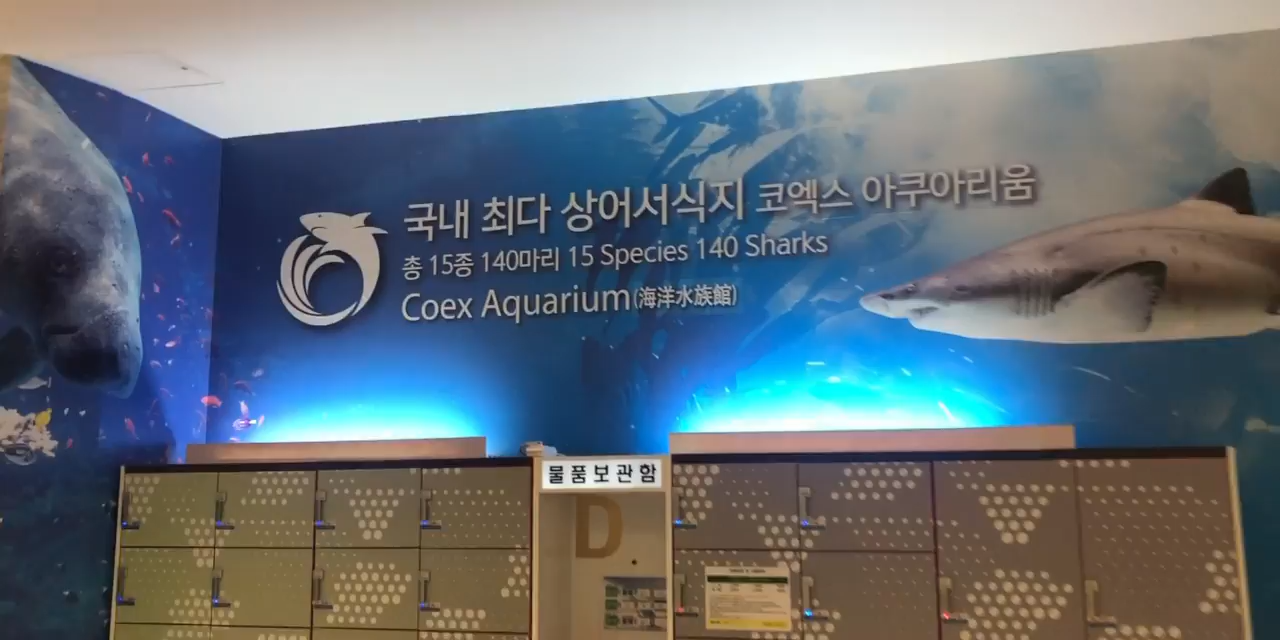 국내 최다 상어서식지 코엑스 아쿠아리움
총 15종 140마리 15 Species 140 Sharks
Coex Aquarium(海洋水族館)
물품보관함
D